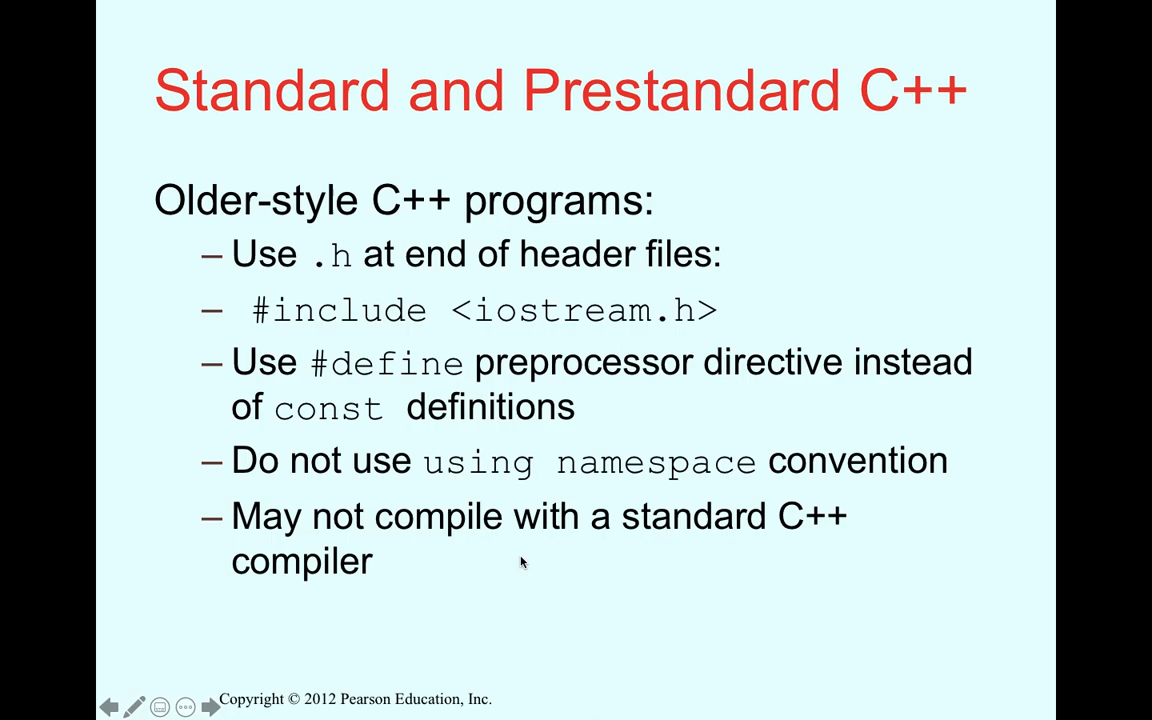 Standard and Prestandard C++
Older-style C++ programs:
– Use .h at end of header files:
– #include <iostream.h>
– Use #define preprocessor directive instead
of const definitions
– Do not use using namespace convention
– May not compile with a standard C++
compiler
Copyright © 2012 Pearson Education, Inc.